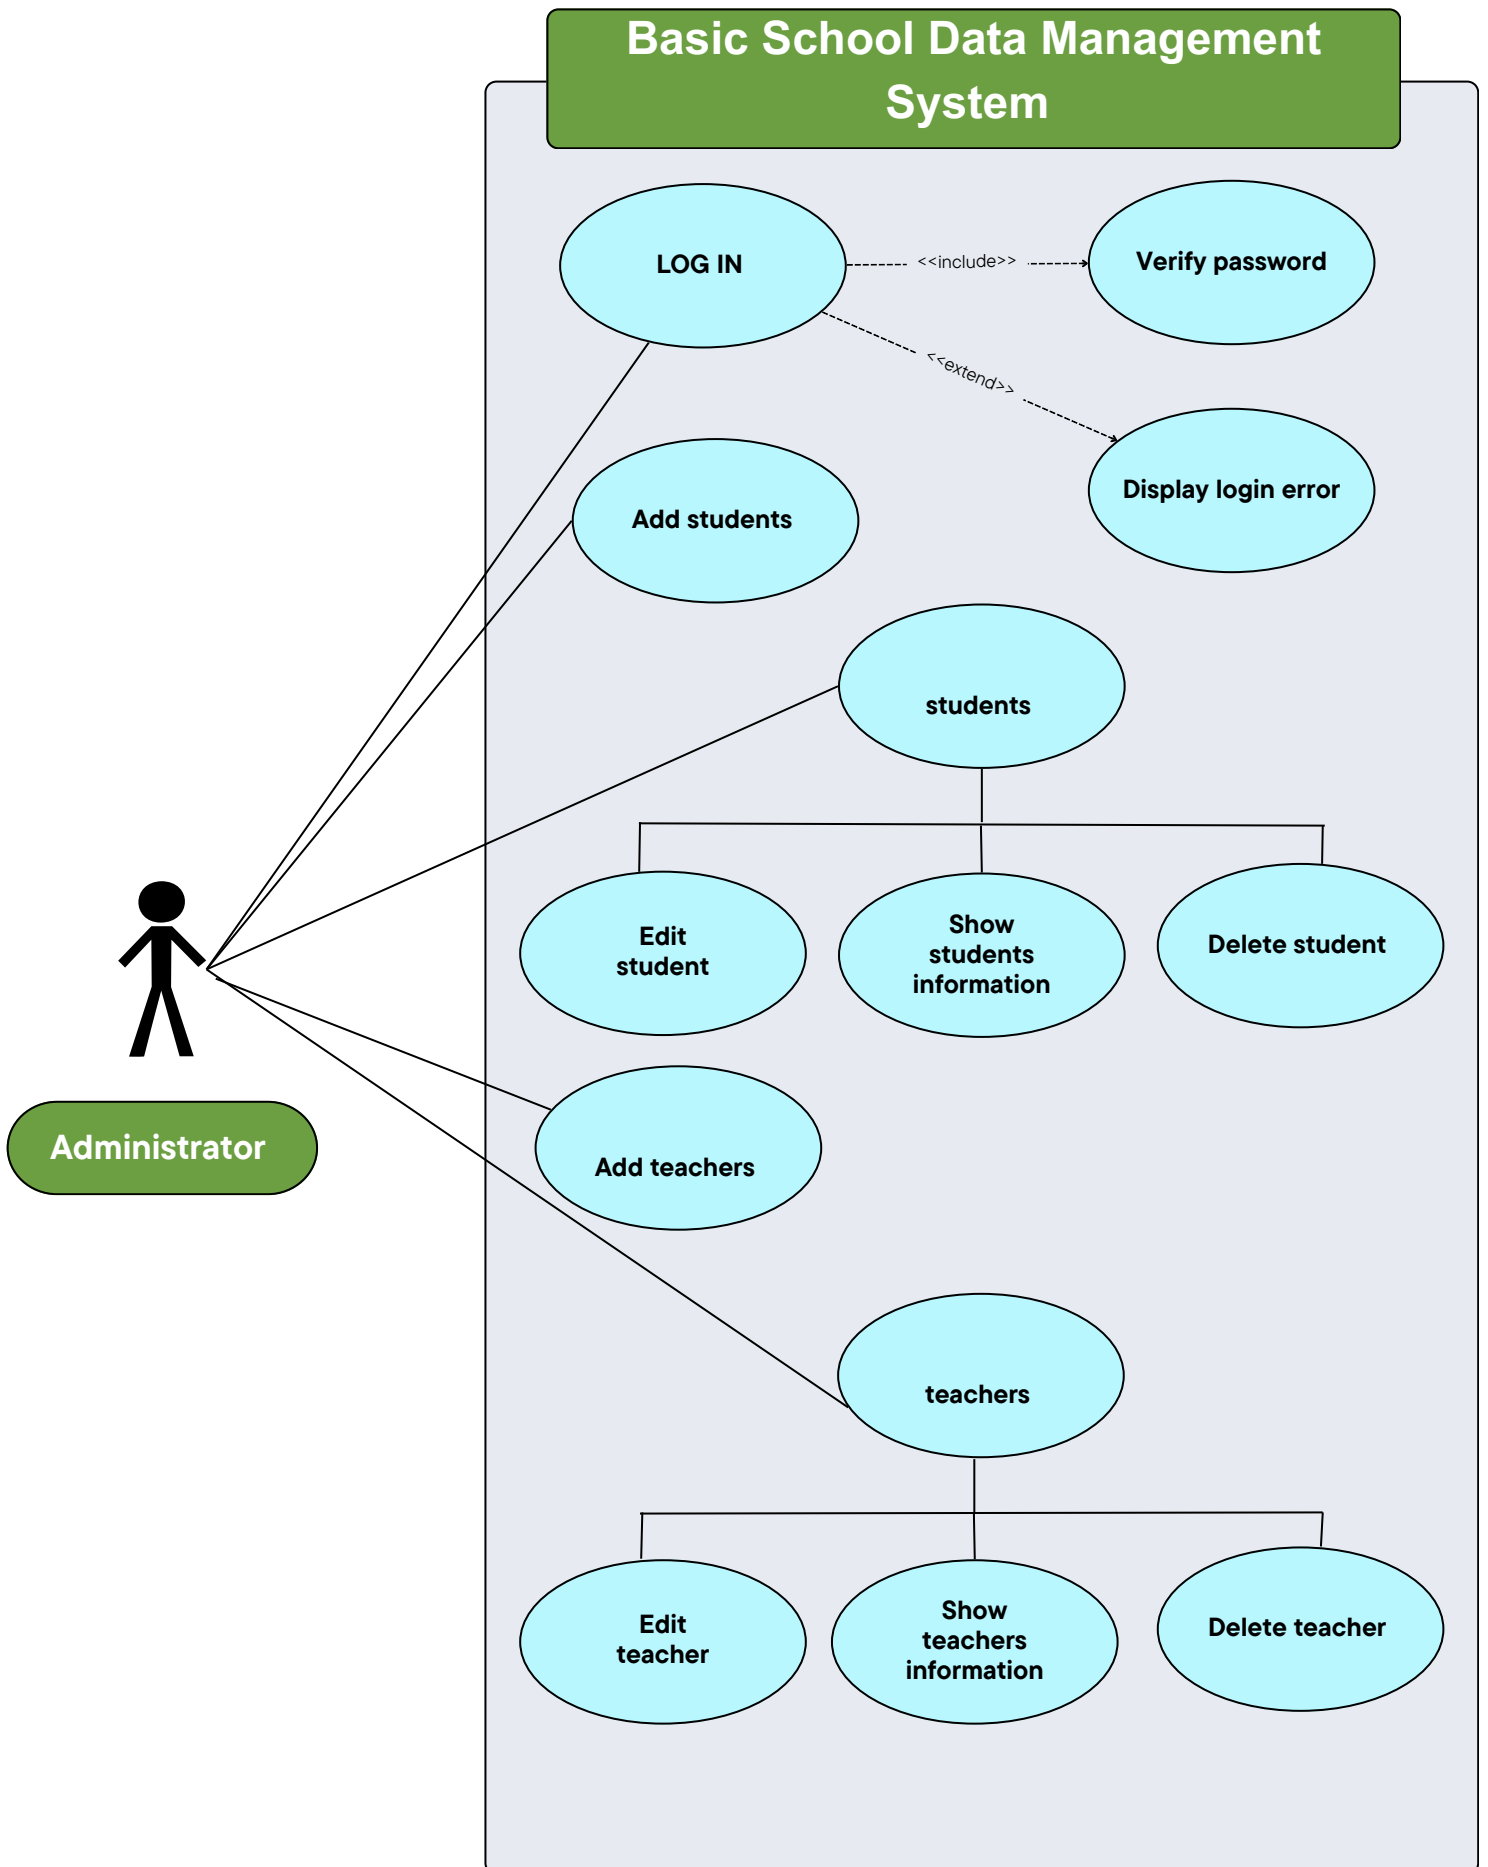 Basic School Data Management
System
LOG IN
<<include>>
Verify password
<<extend>>
Display login error
Add students
students
Edit
student
Show
students
information
Delete student
Administrator
Add teachers
teachers
Edit
teacher
Show
teachers
information
Delete teacher